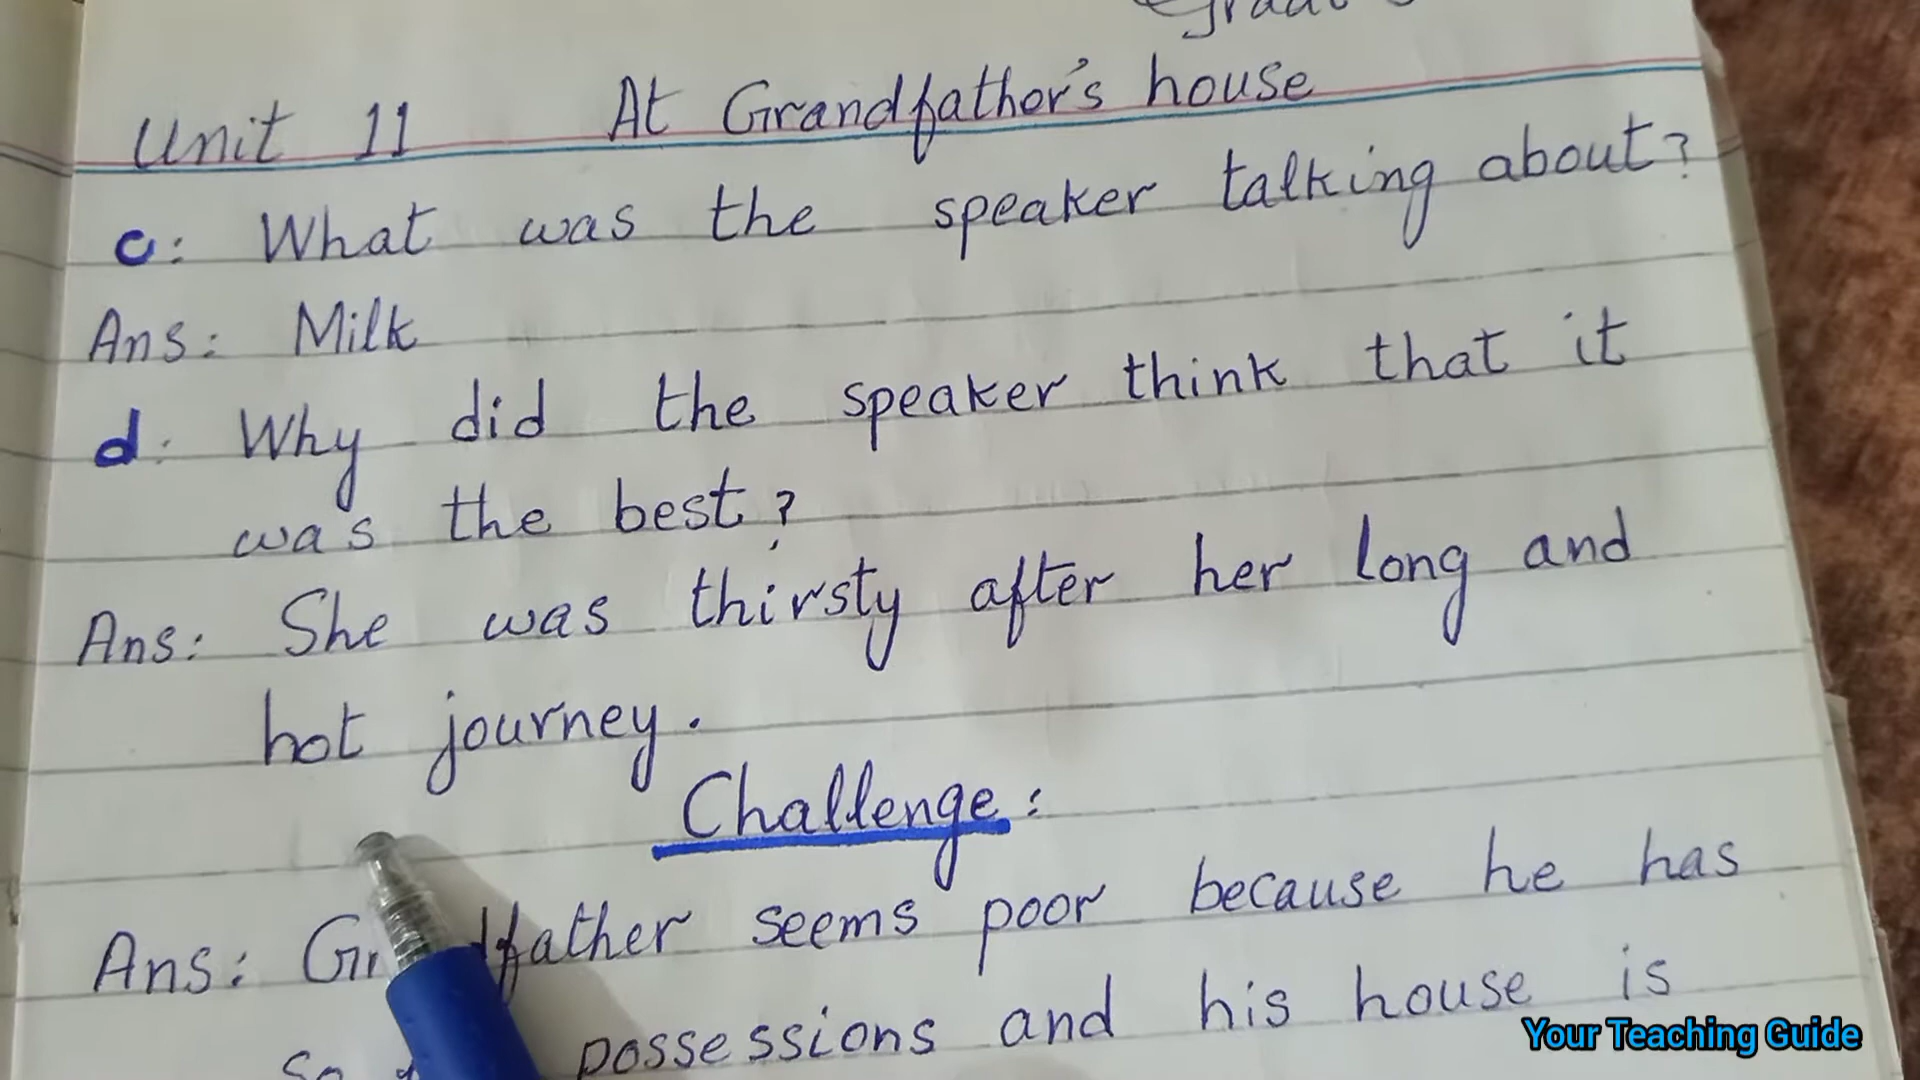 Unit 11 At Grandfather's house
c: What was the speaker talking about?
Ans: Milk
d: Why did the speaker think that it
was the best?
Ans: She was thirsty after her long and
hot journey.
Challenge:
Ans: seems poor because he has
So possessions and his house is
Your Teaching Guide